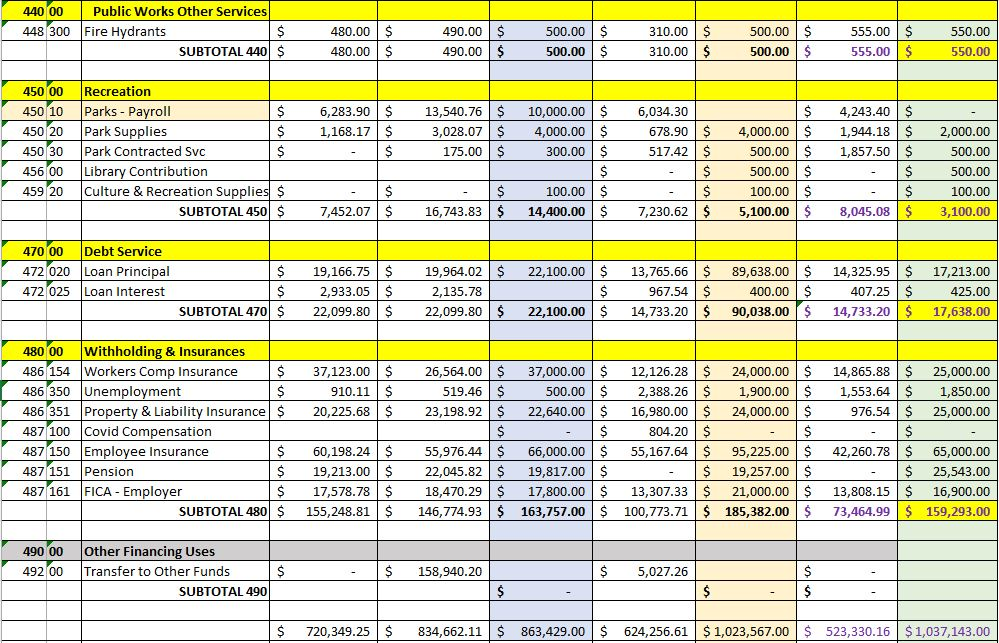 440 00 Public Works Other Services
448 300 Fire Hydrants $ 480.00 $ 490.00 $ 500.00 $ 310.00 $ 500.00 $ 555.00 $ 550.00
SUBTOTAL 440 $ 480.00 $ 490.00 $ 500.00 $ 310.00 $ 500.00 $ 555.00 $ 550.00
450 00 Recreation
450 10 Parks - Payroll $ 6,283.90 $ 13,540.76 $ 10,000.00 $ 6,034.30 $ 4,243.40 $ -
450 20 Park Supplies $ 1,168.17 $ 3,028.07 $ 4,000.00 $ 678.90 $ 4,000.00 $ 1,944.18 $ 2,000.00
450 30 Park Contracted Svc $ - $ 175.00 $ 300.00 $ 517.42 $ 500.00 $ 1,857.50 $ 500.00
456 00 Library Contribution $ - $ 500.00 $ - $ 500.00
459 20 Culture & Recreation Supplies $ - $ - $ 100.00 $ - $ 100.00 $ - $ 100.00
SUBTOTAL 450 $ 7,452.07 $ 16,743.83 $ 14,400.00 $ 7,230.62 $ 5,100.00 $ 8,045.08 $ 3,100.00
470 00 Debt Service
472 020 Loan Principal $ 19,166.75 $ 19,964.02 $ 22,100.00 $ 13,765.66 $ 89,638.00 $ 14,325.95 $ 17,213.00
472 025 Loan Interest $ 2,933.05 $ 2,135.78 $ 967.54 $ 400.00 $ 407.25 $ 425.00
SUBTOTAL 470 $ 22,099.80 $ 22,099.80 $ 22,100.00 $ 14,733.20 $ 90,038.00 $ 14,733.20 $ 17,638.00
480 00 Withholding & Insurances
486 154 Workers Comp Insurance $ 37,123.00 $ 26,564.00 $ 37,000.00 $ 12,126.28 $ 24,000.00 $ 14,865.88 $ 25,000.00
486 350 Unemployment $ 910.11 $ 519.46 $ 500.00 $ 2,388.26 $ 1,900.00 $ 1,553.64 $ 1,850.00
486 351 Property & Liability Insurance $ 20,225.68 $ 23,198.92 $ 22,640.00 $ 16,980.00 $ 24,000.00 $ 976.54 $ 25,000.00
487 100 Covid Compensation $ - $ 804.20 $ - $ - $ -
487 150 Employee Insurance $ 60,198.24 $ 55,976.44 $ 66,000.00 $ 55,167.64 $ 95,225.00 $ 42,260.78 $ 65,000.00
487 151 Pension $ 19,213.00 $ 22,045.82 $ 19,817.00 $ - $ 19,257.00 $ - $ 25,543.00
487 161 FICA - Employer $ 17,578.78 $ 18,470.29 $ 17,800.00 $ 13,307.33 $ 21,000.00 $ 13,808.15 $ 16,900.00
SUBTOTAL 480 $ 155,248.81 $ 146,774.93 $ 163,757.00 $ 100,773.71 $ 185,382.00 $ 73,464.99 $ 159,293.00
490 00 Other Financing Uses
492 00 Transfer to Other Funds $ - $ 158,940.20 $ 5,027.26 $ -
SUBTOTAL 490 $ - $ - $ -
$ 720,349.25 $ 834,662.11 $ 863,429.00 $ 624,256.61 $ 1,023,567.00 $ 523,330.16 $ 1,037,143.00